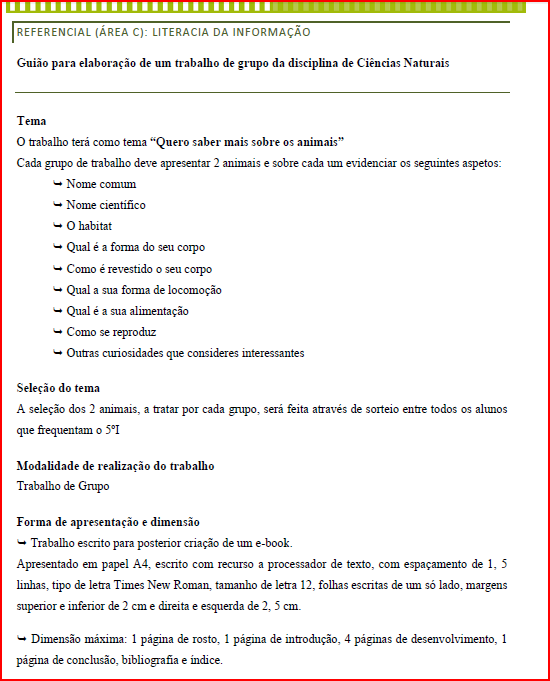 REFERENCIAL (ÁREA C): LITERACIA DA INFORMAÇÃO
Guião para elaboração de um trabalho de grupo da disciplina de Ciências Naturais
Tema
O trabalho terá como tema “Quero saber mais sobre os animais”
Cada grupo de trabalho deve apresentar 2 animais e sobre cada um evidenciar os seguintes aspetos:
➥ Nome comum
➥ Nome científico
➥ O habitat
➥ Qual é a forma do seu corpo
➥ Como é revestido o seu corpo
➥ Qual a sua forma de locomoção
➥ Qual é a sua alimentação
➥ Como se reproduz
➥ Outras curiosidades que consideres interessantes
Seleção do tema
A seleção dos 2 animais, a tratar por cada grupo, será feita através de sorteio entre todos os alunos
que frequentam o 5ºI
Modalidade de realização do trabalho
Trabalho de Grupo
Forma de apresentação e dimensão
➥ Trabalho escrito para posterior criação de um e-book.
Apresentado em papel A4, escrito com recurso a processador de texto, com espaçamento de 1, 5
linhas, tipo de letra Times New Roman, tamanho de letra 12, folhas escritas de um só lado, margens
superior e inferior de 2 cm e direita e esquerda de 2, 5 cm.
➥ Dimensão máxima: 1 página de rosto, 1 página de introdução, 4 páginas de desenvolvimento, 1
página de conclusão, bibliografia e índice.